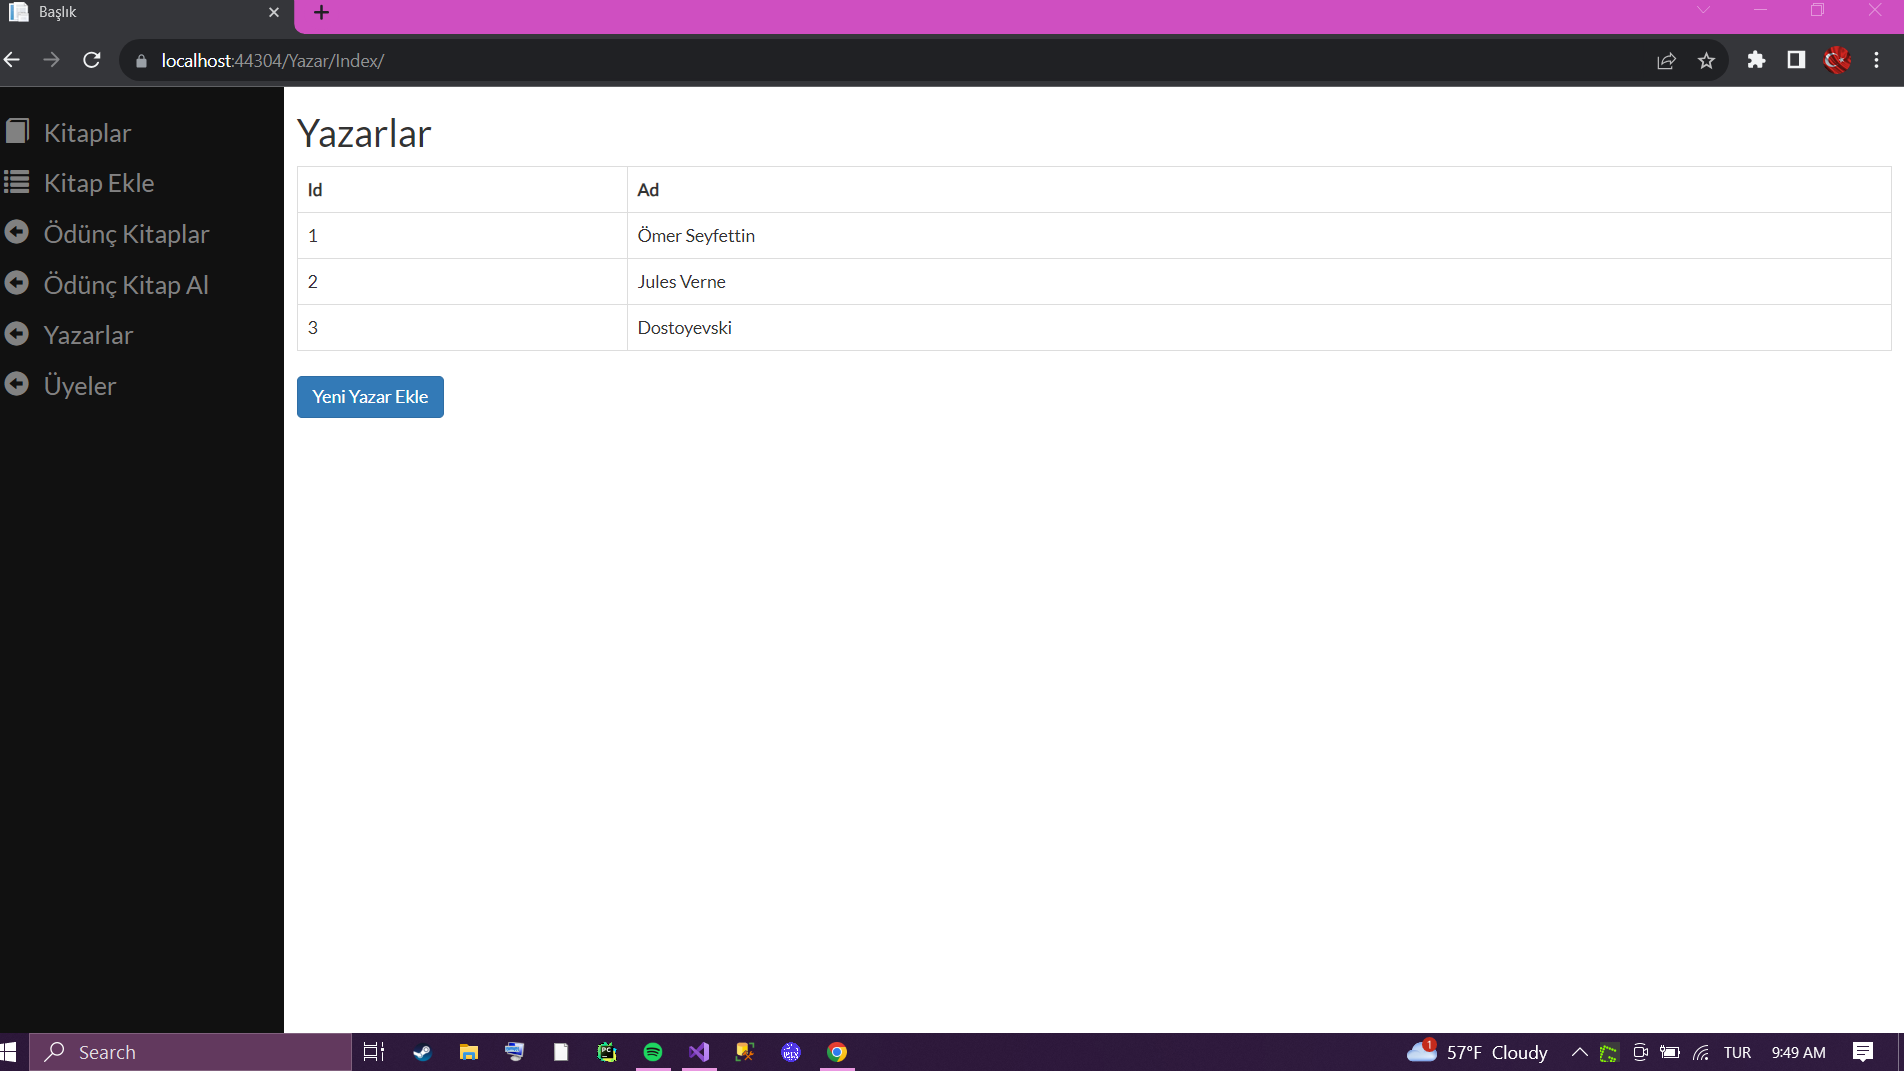 Başlık
localhost:44304/Yazar/Index/
Kitaplar
Kitap Ekle
Ödünç Kitaplar
Ödünç Kitap Al
Yazarlar
Üyeler
Yazarlar
Id Ad
1 Ömer Seyfettin
2 Jules Verne
3 Dostoyevski
Yeni Yazar Ekle
Search
PC
1
57°F Cloudy
TUR
9:49 AM